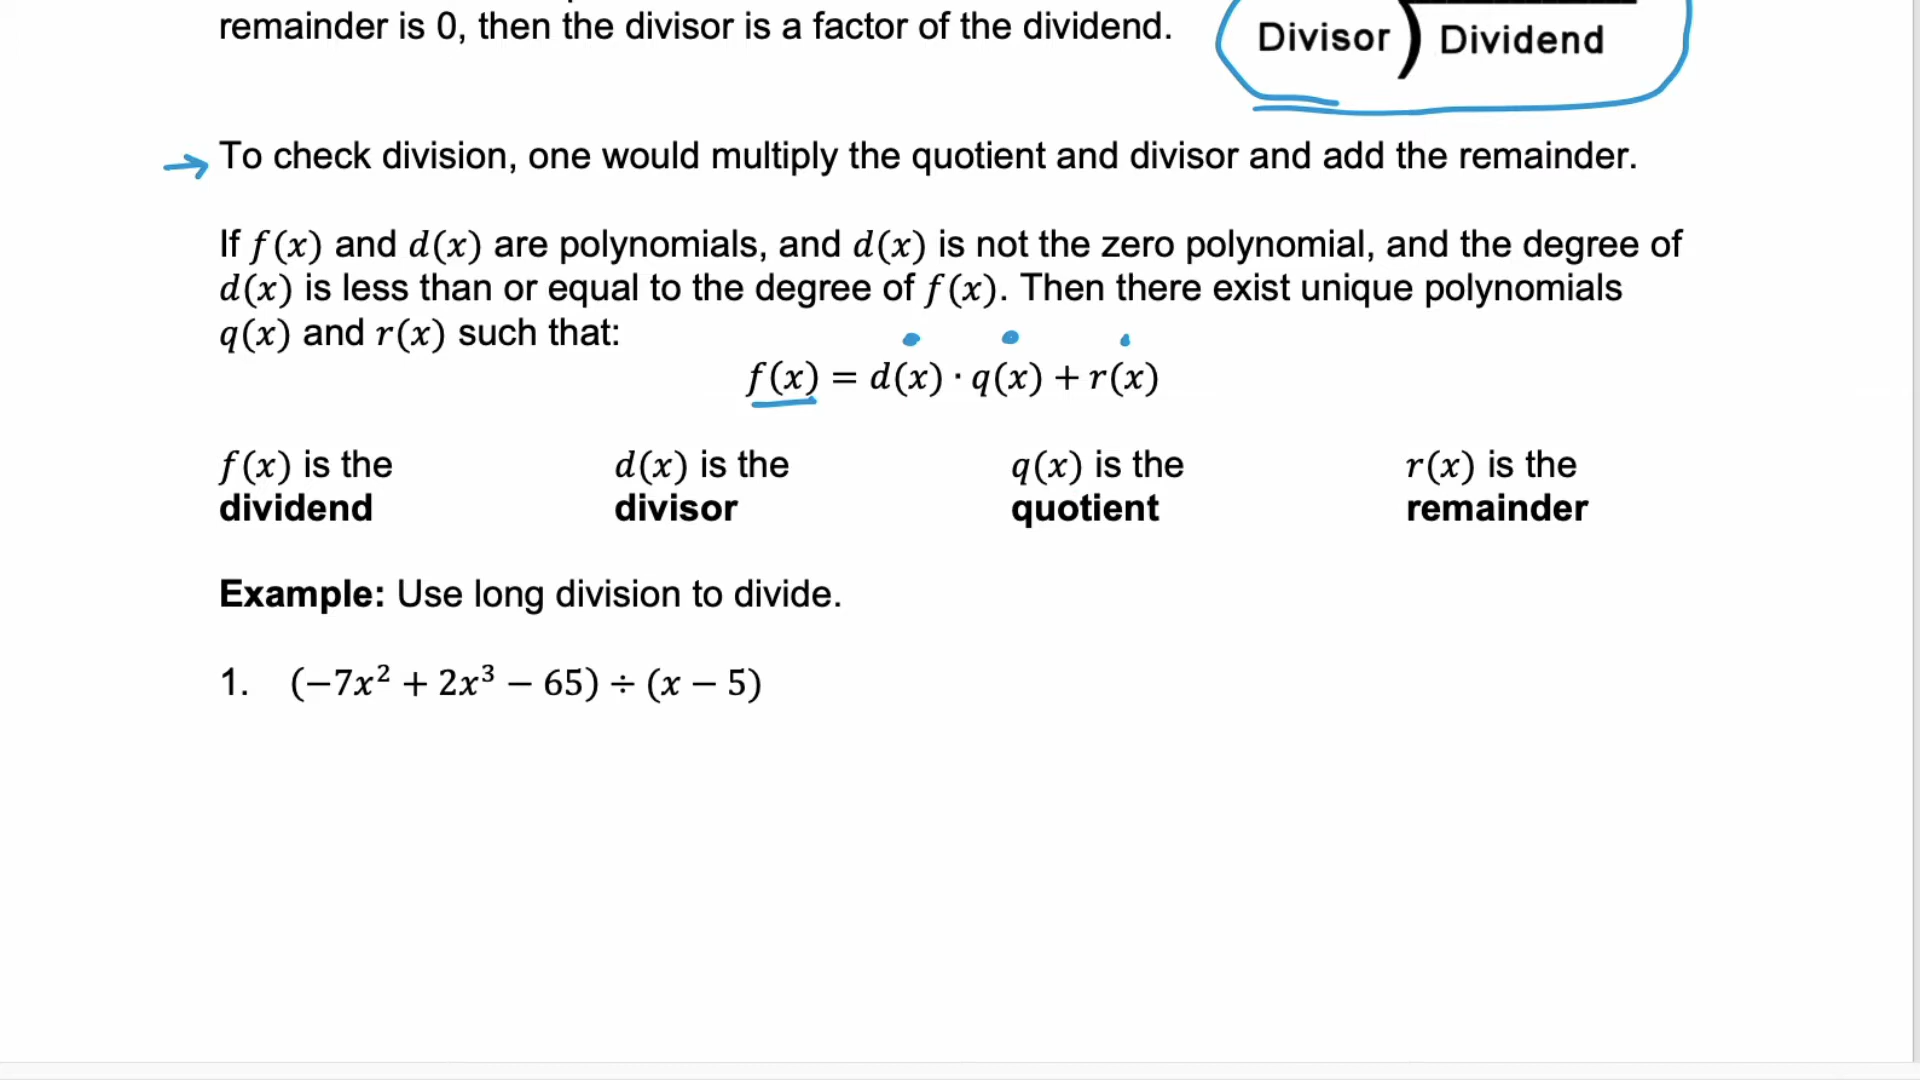 remainder is 0, then the divisor is a factor of the dividend.
Divisor ) Dividend
To check division, one would multiply the quotient and divisor and add the remainder.
If f(x) and d(x) are polynomials, and d(x) is not the zero polynomial, and the degree of
d(x) is less than or equal to the degree of f(x). Then there exist unique polynomials
q(x) and r(x) such that:
f(x) = d(x) · q(x) + r(x)
f(x) is the d(x) is the q(x) is the r(x) is the
dividend divisor quotient remainder
Example: Use long division to divide.
1. (−7x² + 2x³ − 65) ÷ (x − 5)